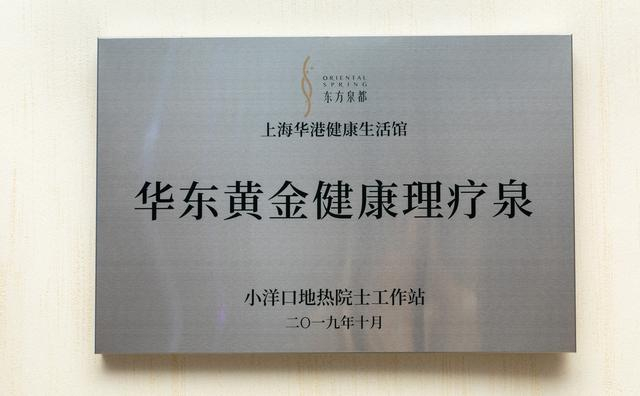 ORIENTAL
SPRING
东方泉都
上海华港健康生活馆
华东黄金健康理疗泉
小洋口地热院士工作站
二〇一九年十月